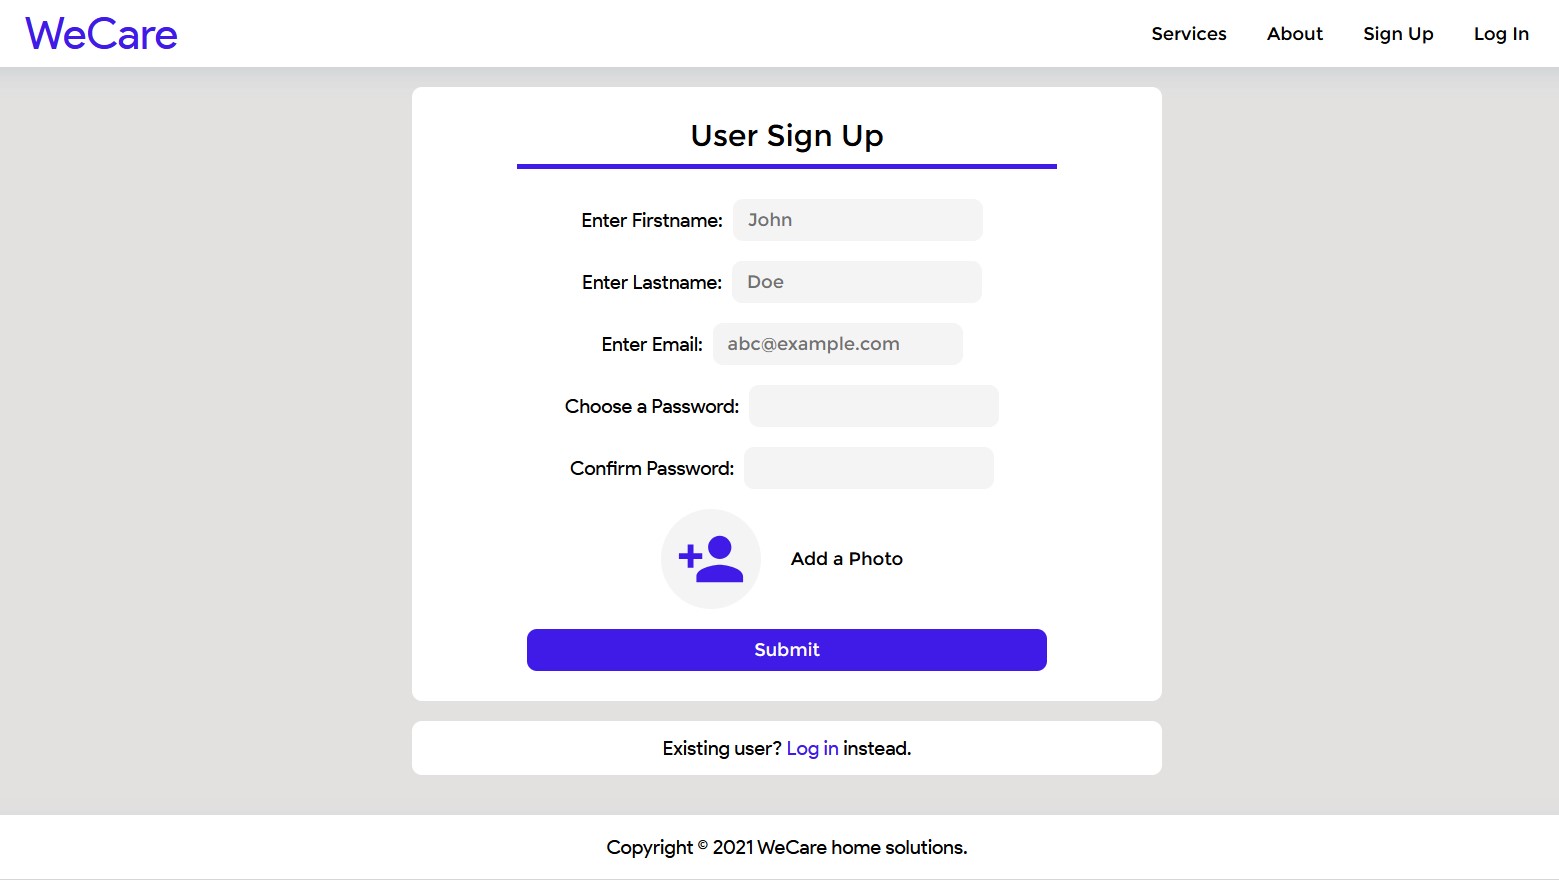 WeCare
Services About Sign Up Log In
User Sign Up
Enter Firstname: John
Enter Lastname: Doe
Enter Email: abc@example.com
Choose a Password:
Confirm Password:
Add a Photo
Submit
Existing user? Log in instead.
Copyright © 2021 WeCare home solutions.